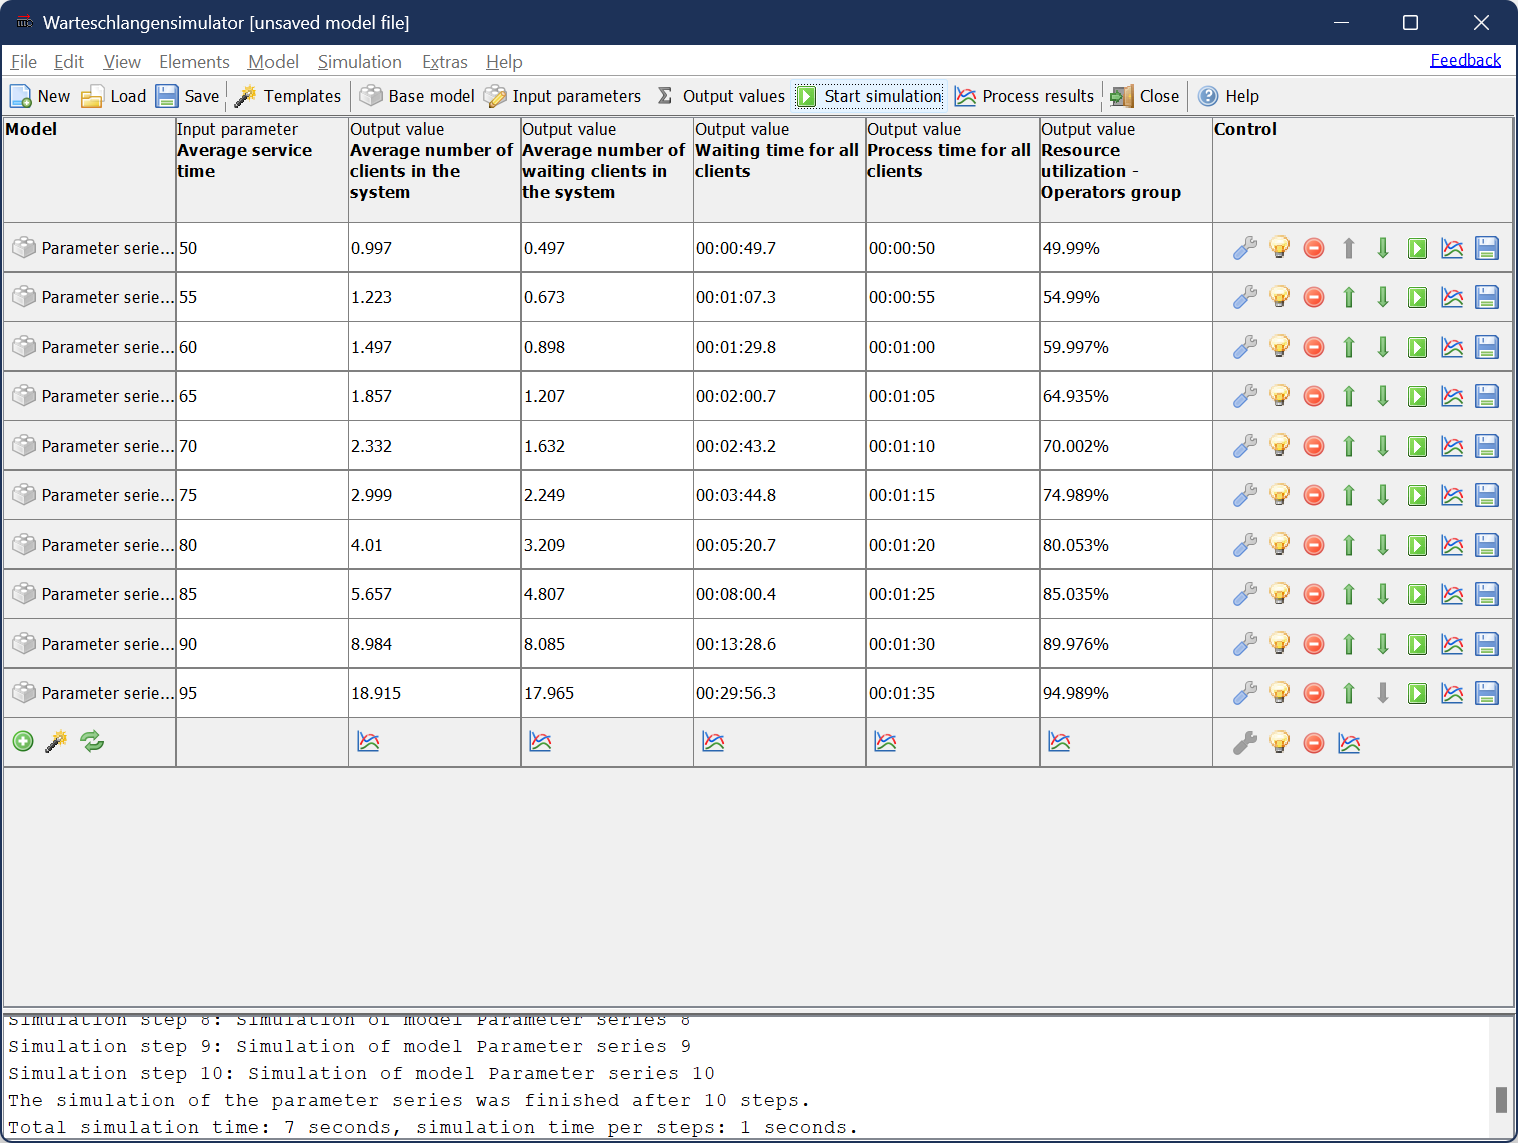 Warteschlangensimulator [unsaved model file]
File Edit View Elements Model Simulation Extras Help Feedback
New Load Save Templates Base model Input parameters Σ Output values Start simulation Process results Close Help
Model
Input parameter
Average service
time
Output value
Average number of
clients in the
system
Output value
Average number of
waiting clients in
the system
Output value
Waiting time for all
clients
Output value
Process time for all
clients
Output value
Resource
utilization -
Operators group
Control
Parameter serie... 50 0.997 0.497 00:00:49.7 00:00:50 49.99%
Parameter serie... 55 1.223 0.673 00:01:07.3 00:00:55 54.99%
Parameter serie... 60 1.497 0.898 00:01:29.8 00:01:00 59.997%
Parameter serie... 65 1.857 1.207 00:02:00.7 00:01:05 64.935%
Parameter serie... 70 2.332 1.632 00:02:43.2 00:01:10 70.002%
Parameter serie... 75 2.999 2.249 00:03:44.8 00:01:15 74.989%
Parameter serie... 80 4.01 3.209 00:05:20.7 00:01:20 80.053%
Parameter serie... 85 5.657 4.807 00:08:00.4 00:01:25 85.035%
Parameter serie... 90 8.984 8.085 00:13:28.6 00:01:30 89.976%
Parameter serie... 95 18.915 17.965 00:29:56.3 00:01:35 94.989%
Simulation step 8: Simulation of model Parameter series 8
Simulation step 9: Simulation of model Parameter series 9
Simulation step 10: Simulation of model Parameter series 10
The simulation of the parameter series was finished after 10 steps.
Total simulation time: 7 seconds, simulation time per steps: 1 seconds.